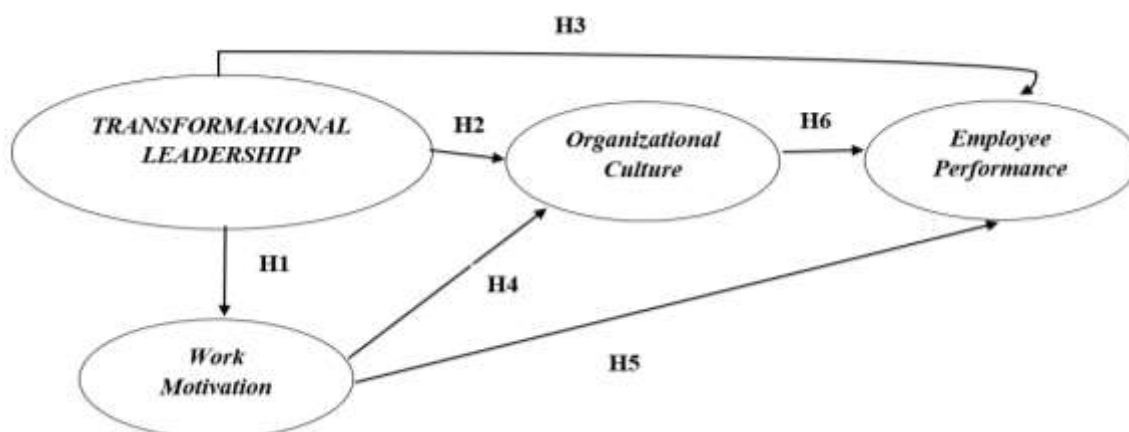 H3
TRANSFORMASIONAL
LEADERSHIP
H2
Organizational
Culture
H6
Employee
Performance
H1
H4
Work
Motivation
H5